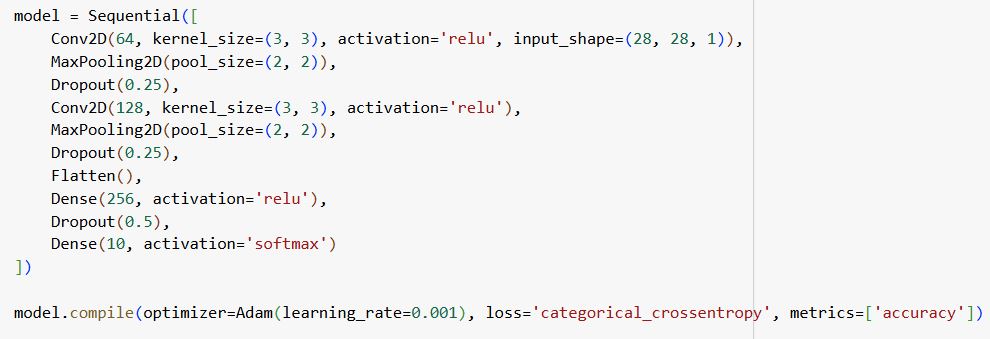 model = Sequential([
    Conv2D(64, kernel_size=(3, 3), activation='relu', input_shape=(28, 28, 1)),
    MaxPooling2D(pool_size=(2, 2)),
    Dropout(0.25),
    Conv2D(128, kernel_size=(3, 3), activation='relu'),
    MaxPooling2D(pool_size=(2, 2)),
    Dropout(0.25),
    Flatten(),
    Dense(256, activation='relu'),
    Dropout(0.5),
    Dense(10, activation='softmax')
])
model.compile(optimizer=Adam(learning_rate=0.001), loss='categorical_crossentropy', metrics=['accuracy'])